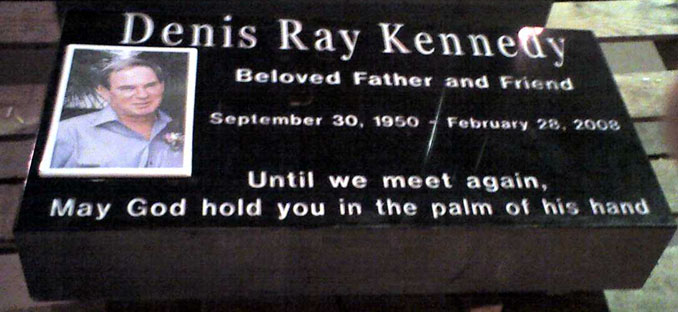 Denis Ray Kennedy
Beloved Father and Friend
September 30, 1950 - February 28, 2008
Until we meet again,
May God hold you in the palm of his hand